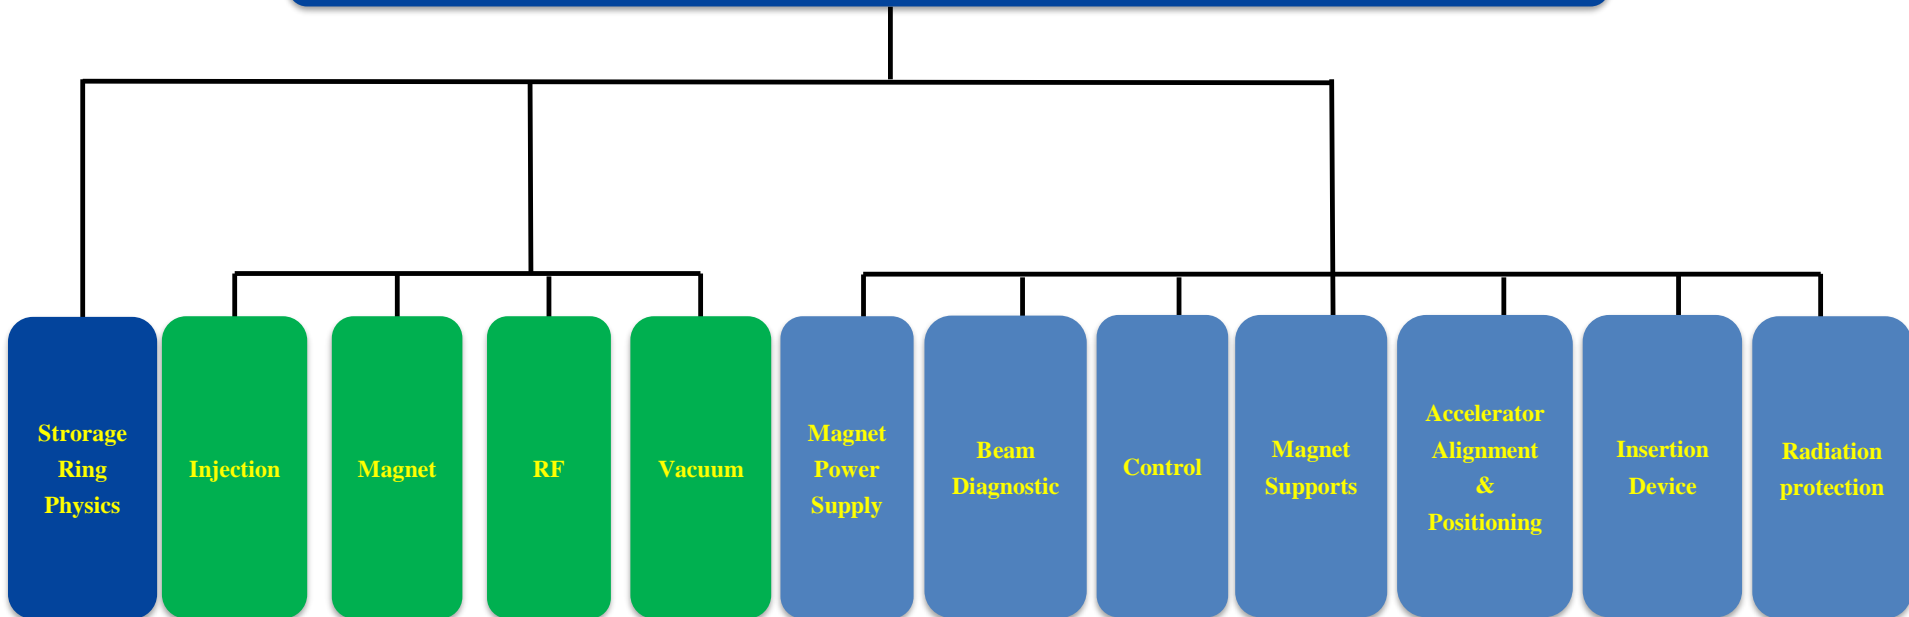 Strorage
Ring
Physics
Injection
Magnet
RF
Vacuum
Magnet
Power
Supply
Beam
Diagnostic
Control
Magnet
Supports
Accelerator
Alignment
&
Positioning
Insertion
Device
Radiation
protection